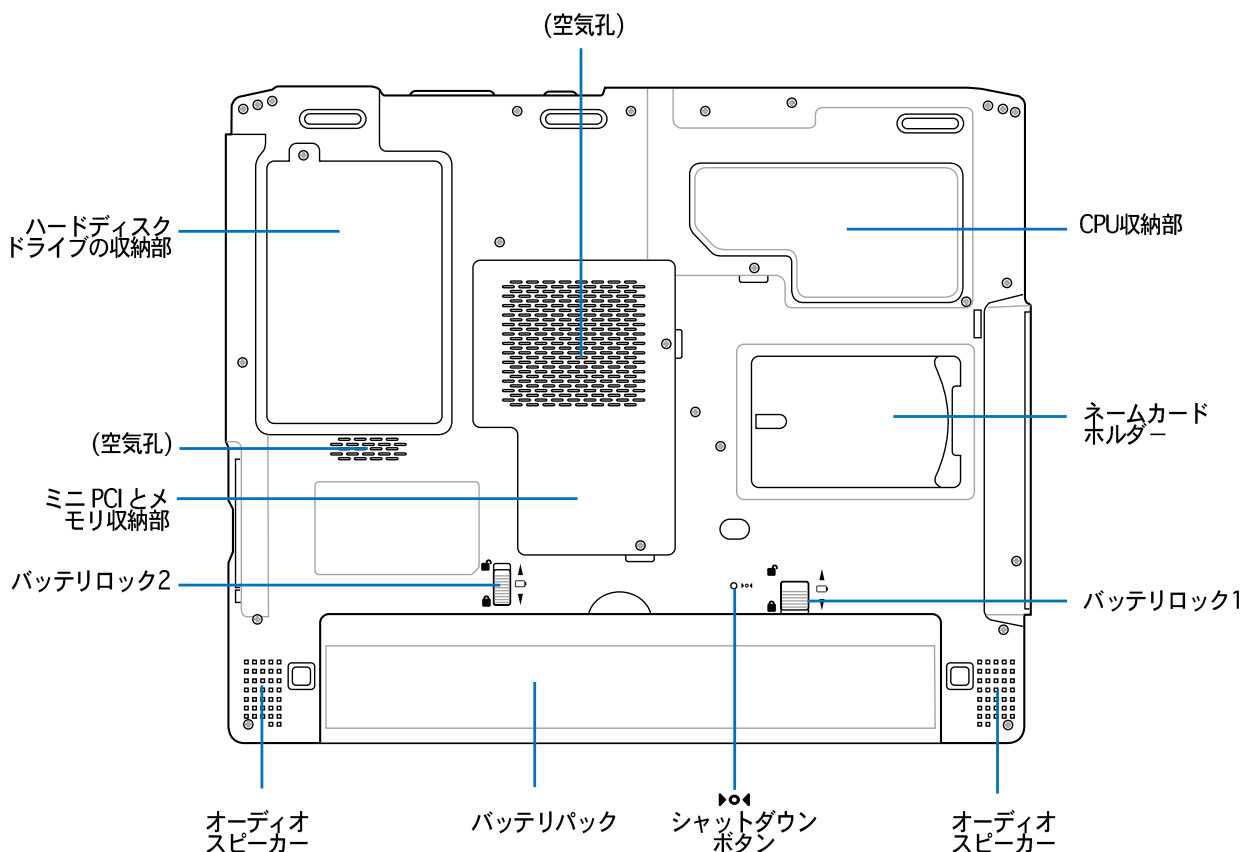 (空気孔)
ハードディスク
ドライブの収納部
CPU収納部
ネームカード
ホルダー
(空気孔)
ミニ PCI とメ
モリ収納部
バッテリロック2
バッテリロック1
オーディオ
スピーカー
バッテリパック
シャットダウン
ボタン
オーディオ
スピーカー